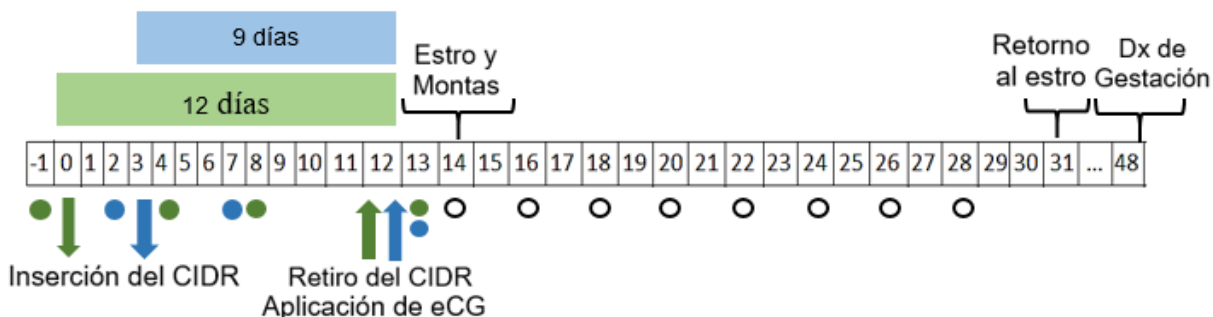 9 días
12 días
Estro y
Montas
Retorno
al estro
Dx de
Gestación
-1 0 1 2 3 4 5 6 7 8 9 10 11 12 13 14 15 16 17 18 19 20 21 22 23 24 25 26 27 28 29 30 31 ... 48
Inserción del CIDR
Retiro del CIDR
Aplicación de eCG